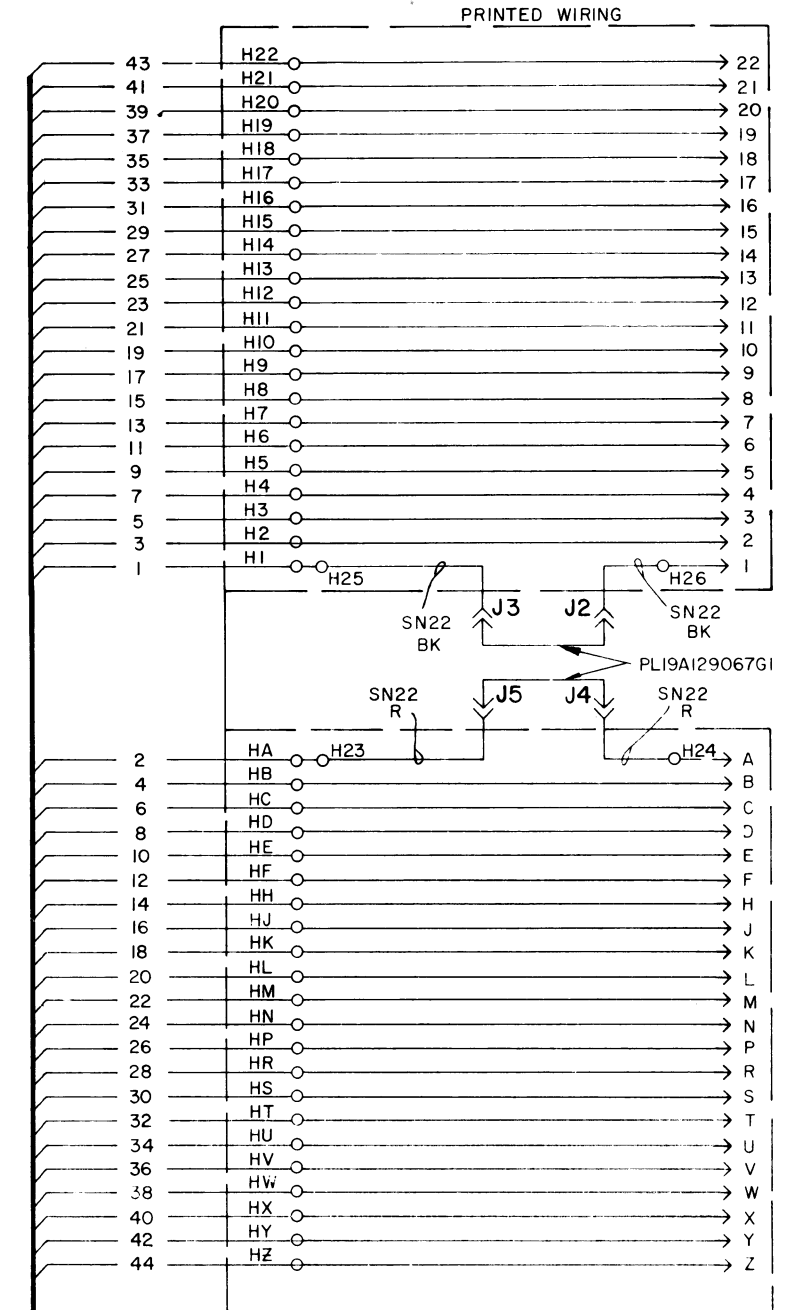 PRINTED WIRING
43 H22 22
41 H21 21
39 H20 20
37 H19 19
35 H18 18
33 H17 17
31 H16 16
29 H15 15
27 H14 14
25 H13 13
23 H12 12
21 H11 11
19 H10 10
17 H9 9
15 H8 8
13 H7 7
11 H6 6
9 H5 5
7 H4 4
5 H3 3
3 H2 2
1 H1 1
H25 H26
J3 J2
SN22 BK
SN22 BK
PL19A129067G1
SN22 R
J5 J4
SN22 R
2 HA H23 H24 A
4 HB B
6 HC C
8 HD D
10 HE E
12 HF F
14 HH H
16 HJ J
18 HK K
20 HL L
22 HM M
24 HN N
26 HP P
28 HR R
30 HS S
32 HT T
34 HU U
36 HV V
38 HW W
40 HX X
42 HY Y
44 HZ Z